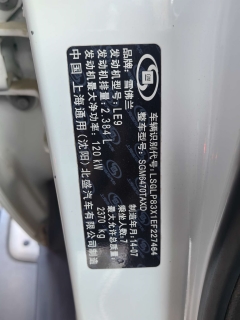 车辆识别代号: LSGLP83X1EF227464
整车型号: SGM6470TAXD
品牌: 雪佛兰
发动机型号: LE9 制造年月: 14-07
发动机排量: 2.384 L 乘坐人数: 7
发动机最大净功率: 120 kW 最大允许总质量: 2370 kg
中国 上海通用(沈阳)北盛汽车有限公司制造